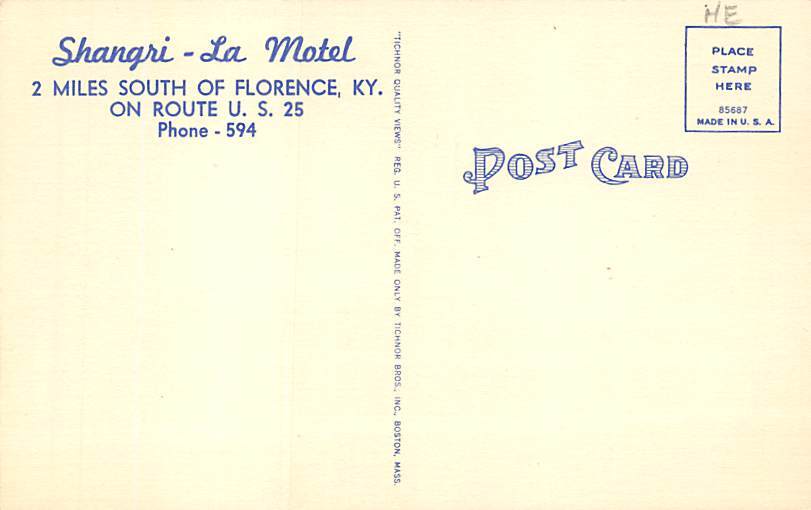 Shangri-La Motel
2 MILES SOUTH OF FLORENCE, KY.
ON ROUTE U. S. 25
Phone - 594
"TICHNOR QUALITY VIEWS" REG. U. S. PAT. OFF. MADE ONLY BY TICHNOR BROS., INC., BOSTON, MASS.
HE
PLACE
STAMP
HERE
85687
MADE IN U. S. A.
POST CARD